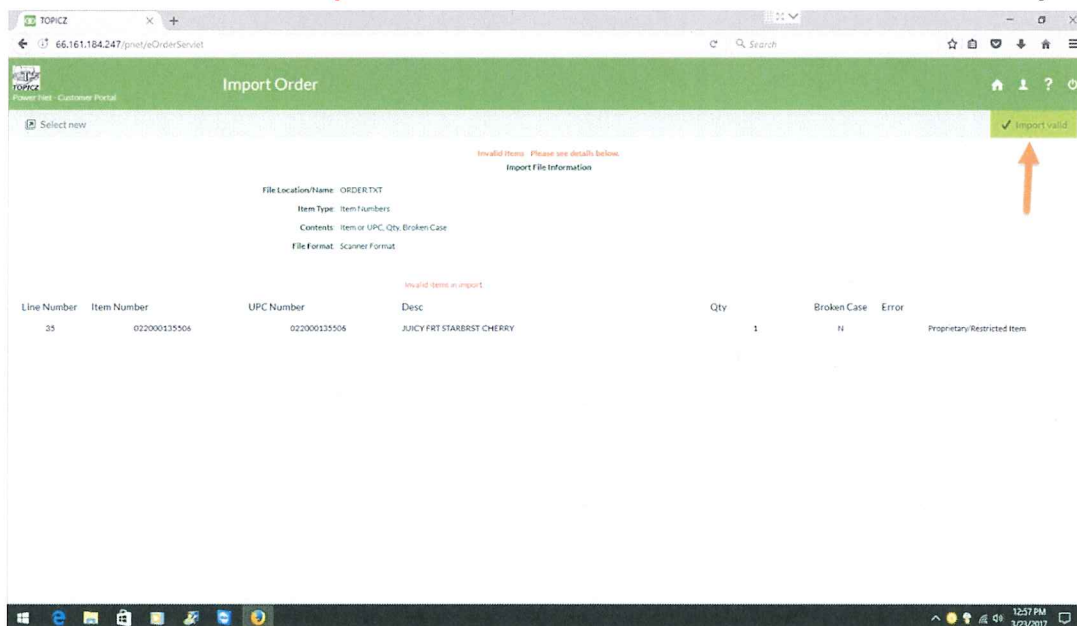 TOPICZ
66.161.184.247/pnet/eOrderServlet
Search
TOPICZ
Power Net - Customer Portal
Import Order
?
Select new
Import valid
Invalid Items Please see details below.
Import File Information
File Location/Name ORDER.TXT
Item Type Item Numbers
Contents Item or UPC, Qty, Broken Case
File Format Scanner Format
Invalid items in import
Line Number Item Number UPC Number Desc Qty Broken Case Error
35 022000135506 022000135506 JUICY FRT STARBRST CHERRY 1 N Proprietary/Restricted Item
12:57 PM
3/23/2017